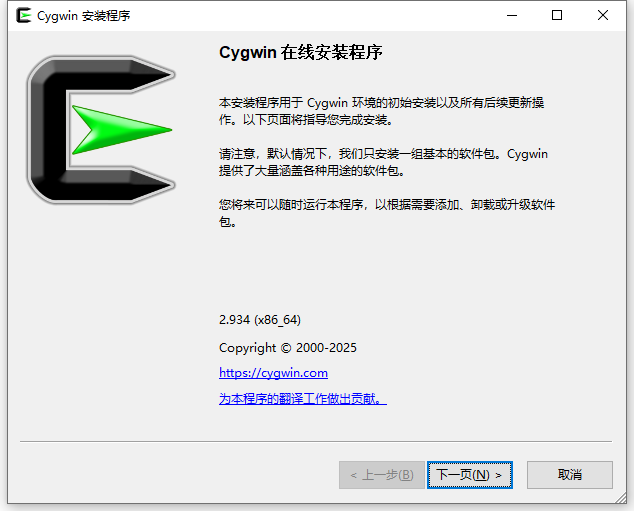 Cygwin 安装程序
Cygwin 在线安装程序
本安装程序用于 Cygwin 环境的初始安装以及所有后续更新操
作。以下页面将指导您完成安装。
请注意，默认情况下，我们只安装一组基本的软件包。Cygwin
提供了大量涵盖各种用途的软件包。
您将来可以随时运行本程序，以根据需要添加、卸载或升级软件
包。
2.934 (x86_64)
Copyright © 2000-2025
https://cygwin.com
为本程序的翻译工作做出贡献。
< 上一步(B)
下一页(N) >
取消